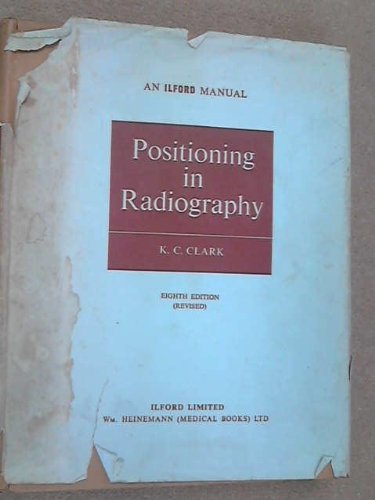 AN ILFORD MANUAL
Positioning
in
Radiography
K. C. CLARK
EIGHTH EDITION
(REVISED)
ILFORD LIMITED
WM. HEINEMANN (MEDICAL BOOKS) LTD